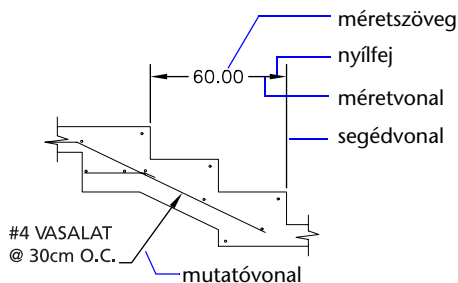 méretszöveg
nyílfej
60.00
méretvonal
segédvonal
#4 VASALAT
@ 30cm O.C.
mutatóvonal